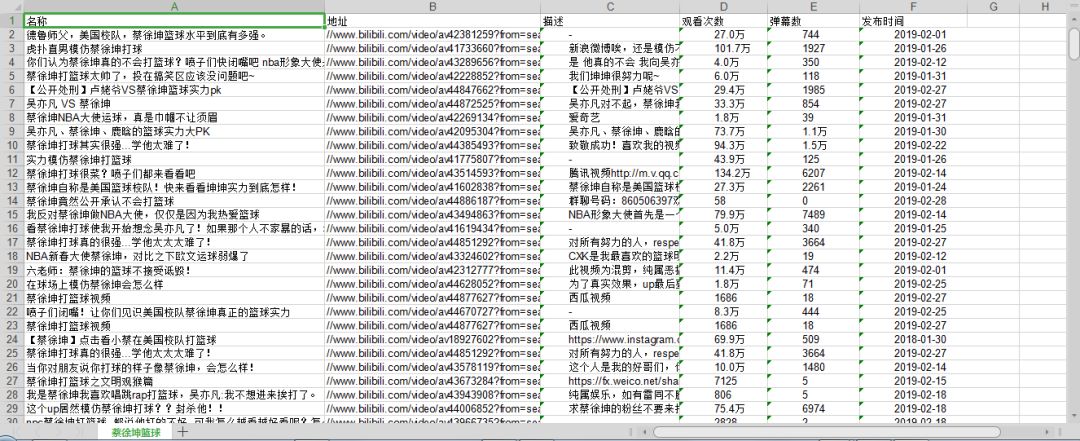 A B C D E F G H
1 名称 地址 描述 观看次数 弹幕数 发布时间
2 德鲁师父，美国校队，蔡徐坤篮球水平到底有多强。 //www.bilibili.com/video/av42381259?from=sea - 27.0万 744 2019-02-01
3 虎扑直男模仿蔡徐坤打球 //www.bilibili.com/video/av41733660?from=sea 新浪微博唉，还是模仿不 101.7万 1927 2019-01-26
4 你们认为蔡徐坤真的不会打篮球？喷子们快闭嘴吧 nba形象大使 //www.bilibili.com/video/av43289656?from=sea 是 他真的不会 我向吴亦 4.0万 350 2019-02-12
5 蔡徐坤打篮球太帅了，投在搞笑区应该没问题吧~ //www.bilibili.com/video/av42228852?from=sea 我们坤坤很努力呢~ 6.0万 118 2019-01-31
6 【公开处刑】卢姥爷VS蔡徐坤篮球实力pk //www.bilibili.com/video/av44847662?from=sea 【公开处刑】卢姥爷VS 29.4万 1985 2019-02-27
7 吴亦凡 VS 蔡徐坤 //www.bilibili.com/video/av44872525?from=sea 吴亦凡对不起，蔡徐坤 33.3万 854 2019-02-27
8 蔡徐坤NBA大使运球，真是巾帼不让须眉 //www.bilibili.com/video/av42269134?from=sea 爱奇艺 1.8万 39 2019-01-31
9 吴亦凡、蔡徐坤、鹿晗的篮球实力大PK //www.bilibili.com/video/av42095304?from=sea 吴亦凡、蔡徐坤、鹿晗 73.7万 1.1万 2019-01-30
10 蔡徐坤打球其实很强…学他太难了！ //www.bilibili.com/video/av44385493?from=sea 致敬成功！喜欢我的视频 94.3万 1.5万 2019-02-22
11 实力模仿蔡徐坤打篮球 //www.bilibili.com/video/av41775807?from=sea - 43.9万 125 2019-01-26
12 蔡徐坤打球很菜？喷子们都来看看吧 //www.bilibili.com/video/av43514593?from=sea 腾讯视频http://m.v.qq.c 134.2万 6207 2019-02-14
13 蔡徐坤自称是美国篮球校队！快来看看坤坤实力到底怎样！ //www.bilibili.com/video/av41602838?from=sea 蔡徐坤自称是美国篮球 27.3万 2261 2019-01-24
14 蔡徐坤竟然公开承认不会打篮球 //www.bilibili.com/video/av44886187?from=sea 群聊号码：860506397欢 58 0 2019-02-28
15 我反对蔡徐坤做NBA大使，仅仅是因为我热爱篮球 //www.bilibili.com/video/av43494863?from=sea NBA形象大使首先是一 79.9万 7489 2019-02-14
16 看蔡徐坤打球使我开始想念吴亦凡了！如果那个人不家暴的话， //www.bilibili.com/video/av41619434?from=sea - 5.0万 340 2019-01-25
17 蔡徐坤打球真的很强…学他太太太难了！ //www.bilibili.com/video/av44851292?from=sea 对所有努力的人，respe 41.8万 3664 2019-02-27
18 NBA新春大使蔡徐坤，对比之下欧文运球弱爆了 //www.bilibili.com/video/av43324602?from=sea CXK是我最喜欢的篮球 2.2万 19 2019-02-12
19 六老师：蔡徐坤的篮球不接受诋毁！ //www.bilibili.com/video/av42312777?from=sea 此视频为混剪，纯属恶 11.4万 474 2019-02-01
20 在球场上模仿蔡徐坤会怎么样 //www.bilibili.com/video/av44628052?from=sea 为了真实效果，up最后 1.8万 71 2019-02-25
21 蔡徐坤打篮球视频 //www.bilibili.com/video/av44877627?from=sea 西瓜视频 1686 18 2019-02-27
22 喷子们闭嘴！让你们见识美国校队蔡徐坤真正的篮球实力 //www.bilibili.com/video/av44670727?from=sea - 8.3万 444 2019-02-25
23 蔡徐坤打篮球视频 //www.bilibili.com/video/av44877627?from=sea 西瓜视频 1686 18 2019-02-27
24 【蔡徐坤】点击看小蔡在美国校队打篮球 //www.bilibili.com/video/av18927602?from=sea https://www.instagram.c 69.9万 509 2018-01-30
25 蔡徐坤打球真的很强…学他太太太难了！ //www.bilibili.com/video/av44851292?from=sea 对所有努力的人，respe 41.8万 3664 2019-02-27
26 当你对朋友说你打球的样子像蔡徐坤，会怎么样！ //www.bilibili.com/video/av43578119?from=sea 这个人是我的好哥们， 10.0万 1480 2019-02-14
27 蔡徐坤打篮球之文明观猴篇 //www.bilibili.com/video/av43673284?from=sea https://fx.weico.net/sha 7125 5 2019-02-15
28 我是蔡徐坤我喜欢唱跳rap打篮球，吴亦凡:我不想进来挨打了。 //www.bilibili.com/video/av43943908?from=sea 纯属娱乐，如有雷同不 806 5 2019-02-18
29 这个up居然模仿蔡徐坤打球？？封杀他！！ //www.bilibili.com/video/av44006852?from=sea 求蔡徐坤的粉丝不要来 75.4万 6974 2019-02-18
蔡徐坤篮球